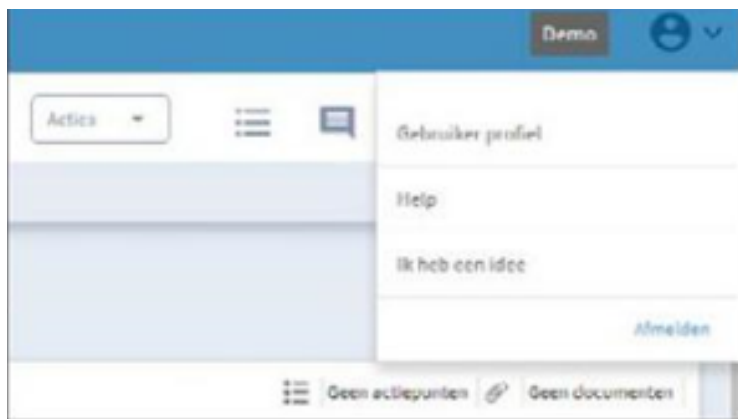 Demo
Acties
Gebruiker profiel
Help
Ik heb een idee
Afmelden
Geen actiepunten
Geen documenten